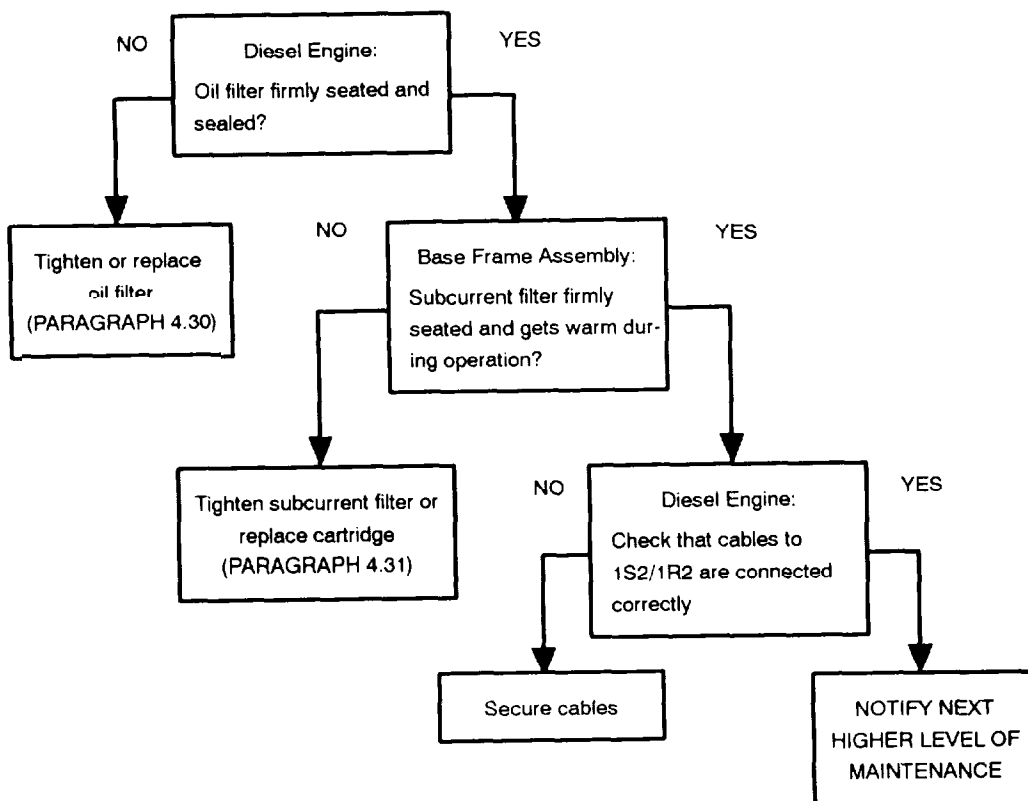 NO
YES
Diesel Engine:
Oil filter firmly seated and
sealed?
NO
YES
Tighten or replace
oil filter
(PARAGRAPH 4.30)
Base Frame Assembly:
Subcurrent filter firmly
seated and gets warm dur-
ing operation?
NO
YES
Tighten subcurrent filter or
replace cartridge
(PARAGRAPH 4.31)
Diesel Engine:
Check that cables to
1S2/1R2 are connected
correctly
Secure cables
NOTIFY NEXT
HIGHER LEVEL OF
MAINTENANCE